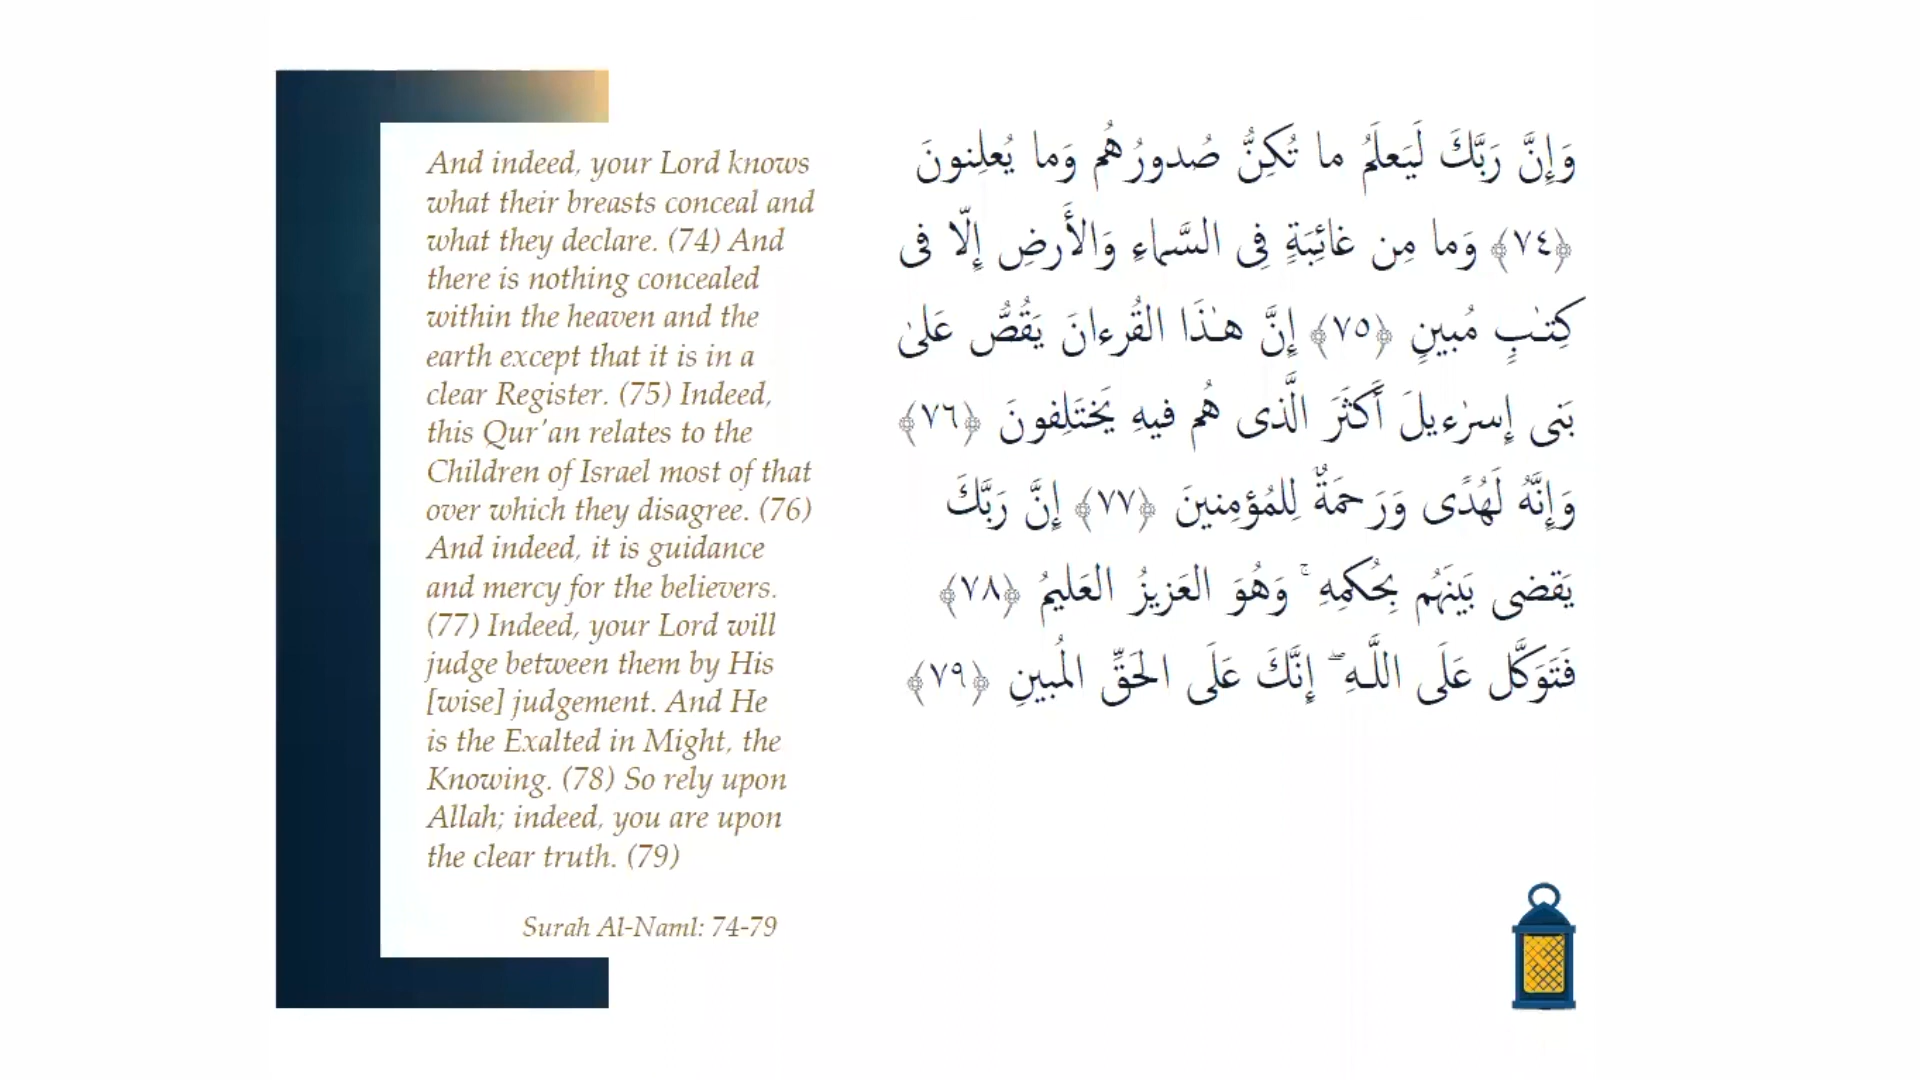 And indeed, your Lord knows
what their breasts conceal and
what they declare. (74) And
there is nothing concealed
within the heaven and the
earth except that it is in a
clear Register. (75) Indeed,
this Qur'an relates to the
Children of Israel most of that
over which they disagree. (76)
And indeed, it is guidance
and mercy for the believers.
(77) Indeed, your Lord will
judge between them by His
[wise] judgement. And He
is the Exalted in Might, the
Knowing. (78) So rely upon
Allah; indeed, you are upon
the clear truth. (79)
Surah Al-Naml: 74-79
وَإِنَّ رَبَّكَ لَيَعلَمُ ما تُكِنُّ صُدورُهُم وَما يُعلِنونَ
﴿٧٤﴾ وَما مِن غائِبَةٍ فِى السَّماءِ وَالأَرضِ إِلّا فى
كِتـٰبٍ مُبينٍ ﴿٧٥﴾ إِنَّ هـٰذَا القُرءانَ يَقُصُّ عَلىٰ
بَنى إِسرٰءيلَ أَكثَرَ الَّذى هُم فيهِ يَختَلِفونَ ﴿٧٦﴾
وَإِنَّهُ لَهُدًى وَرَحمَةٌ لِلمُؤمِنينَ ﴿٧٧﴾ إِنَّ رَبَّكَ
يَقضى بَينَهُم بِحُكمِهِ ۚ وَهُوَ العَزيزُ العَليمُ ﴿٧٨﴾
فَتَوَكَّل عَلَى اللَّـهِ ۖ إِنَّكَ عَلَى الحَقِّ المُبينِ ﴿٧٩﴾